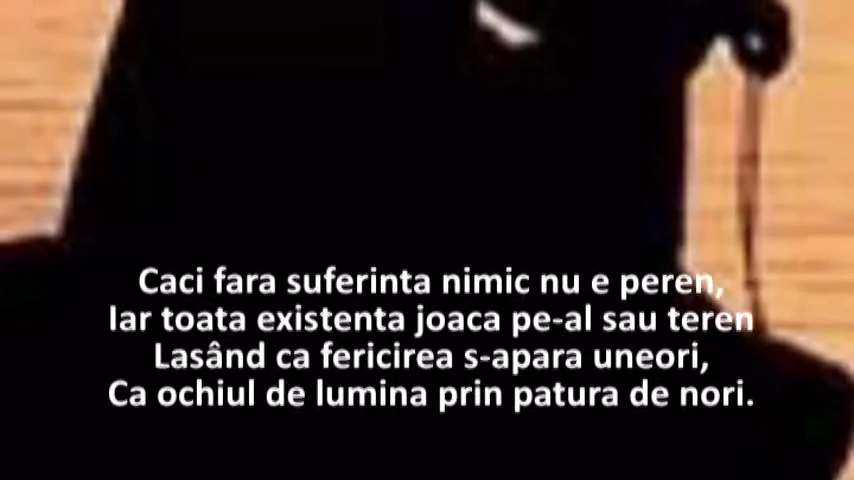 Caci fara suferinta nimic nu e peren,
Iar toata existenta joaca pe-al sau teren
Lasând ca fericirea s-apara uneori,
Ca ochiul de lumina prin patura de nori.